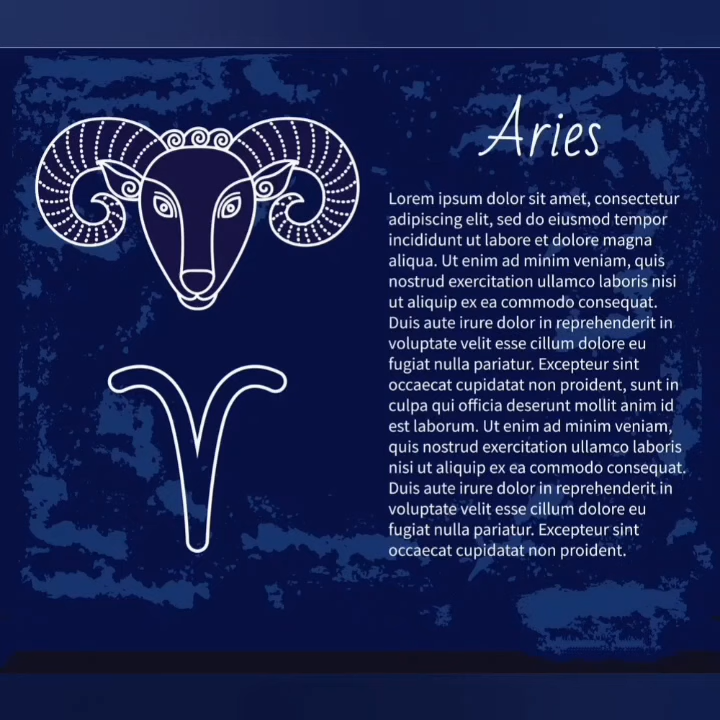 Aries
Lorem ipsum dolor sit amet, consectetur
adipiscing elit, sed do eiusmod tempor
incididunt ut labore et dolore magna
aliqua. Ut enim ad minim veniam, quis
nostrud exercitation ullamco laboris nisi
ut aliquip ex ea commodo consequat.
Duis aute irure dolor in reprehenderit in
voluptate velit esse cillum dolore eu
fugiat nulla pariatur. Excepteur sint
occaecat cupidatat non proident, sunt in
culpa qui officia deserunt mollit anim id
est laborum. Ut enim ad minim veniam,
quis nostrud exercitation ullamco laboris
nisi ut aliquip ex ea commodo consequat.
Duis aute irure dolor in reprehenderit in
voluptate velit esse cillum dolore eu
fugiat nulla pariatur. Excepteur sint
occaecat cupidatat non proident.